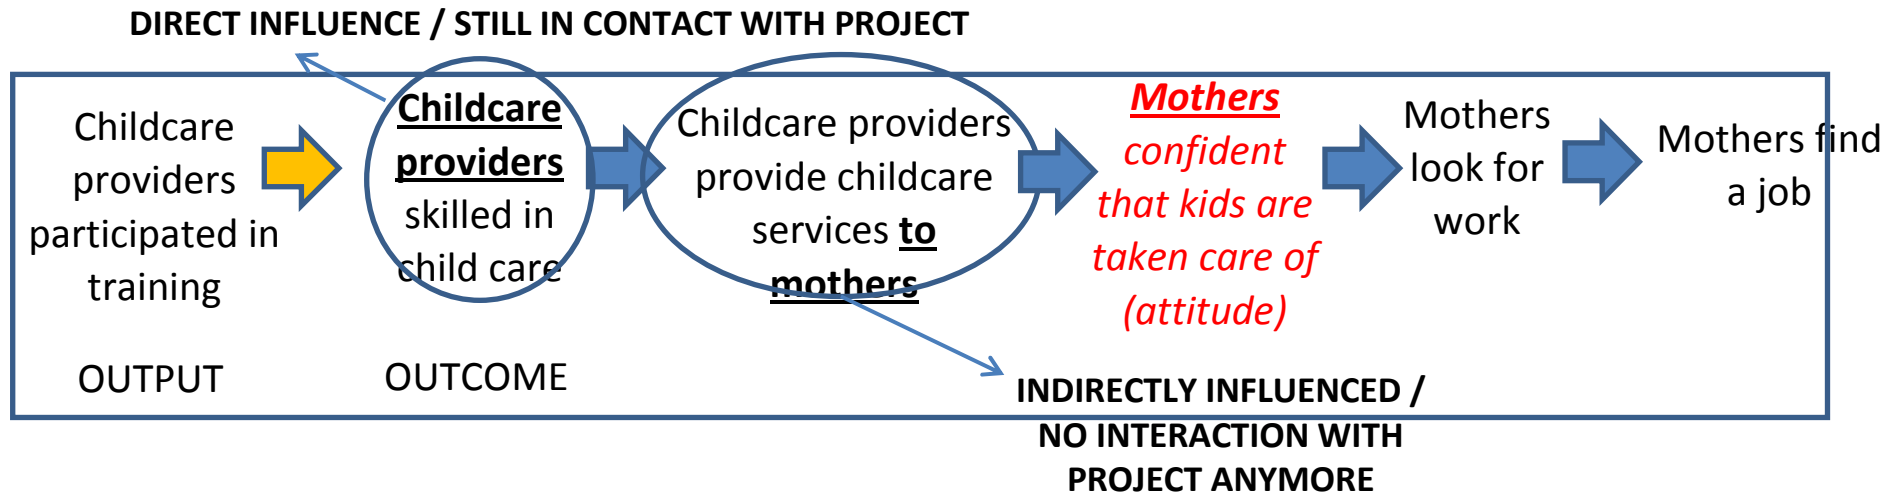 DIRECT INFLUENCE / STILL IN CONTACT WITH PROJECT
Childcare
providers
participated in
training
OUTPUT
Childcare
providers
skilled in
child care
OUTCOME
Childcare providers
provide childcare
services to
mothers
Mothers
confident
that kids are
taken care of
(attitude)
Mothers
look for
work
Mothers find
a job
INDIRECTLY INFLUENCED /
NO INTERACTION WITH
PROJECT ANYMORE